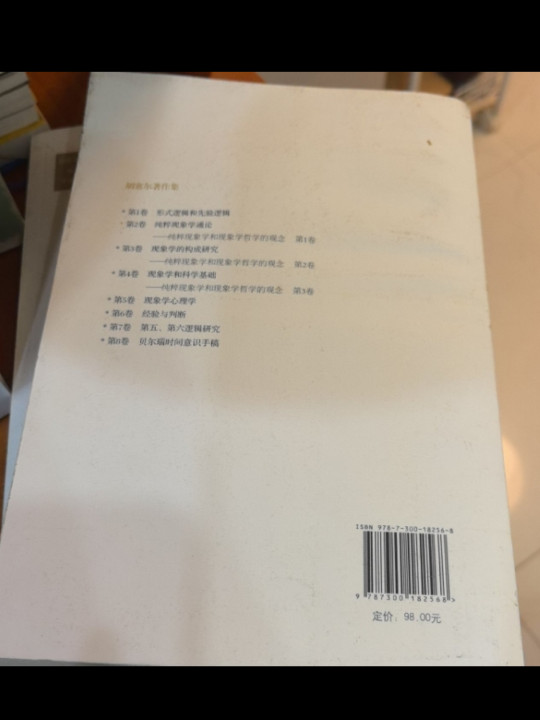 胡塞尔著作集
• 第1卷 形式逻辑和先验逻辑
• 第2卷 纯粹现象学通论
——纯粹现象学和现象学哲学的观念 第1卷
• 第3卷 现象学的构成研究
——纯粹现象学和现象学哲学的观念 第2卷
• 第4卷 现象学和科学基础
——纯粹现象学和现象学哲学的观念 第3卷
• 第5卷 现象学心理学
• 第6卷 经验与判断
• 第7卷 第五、第六逻辑研究
• 第8卷 贝尔瑙时间意识手稿
ISBN 978-7-300-18256-8
9 787300 182568 >
定价：98.00元